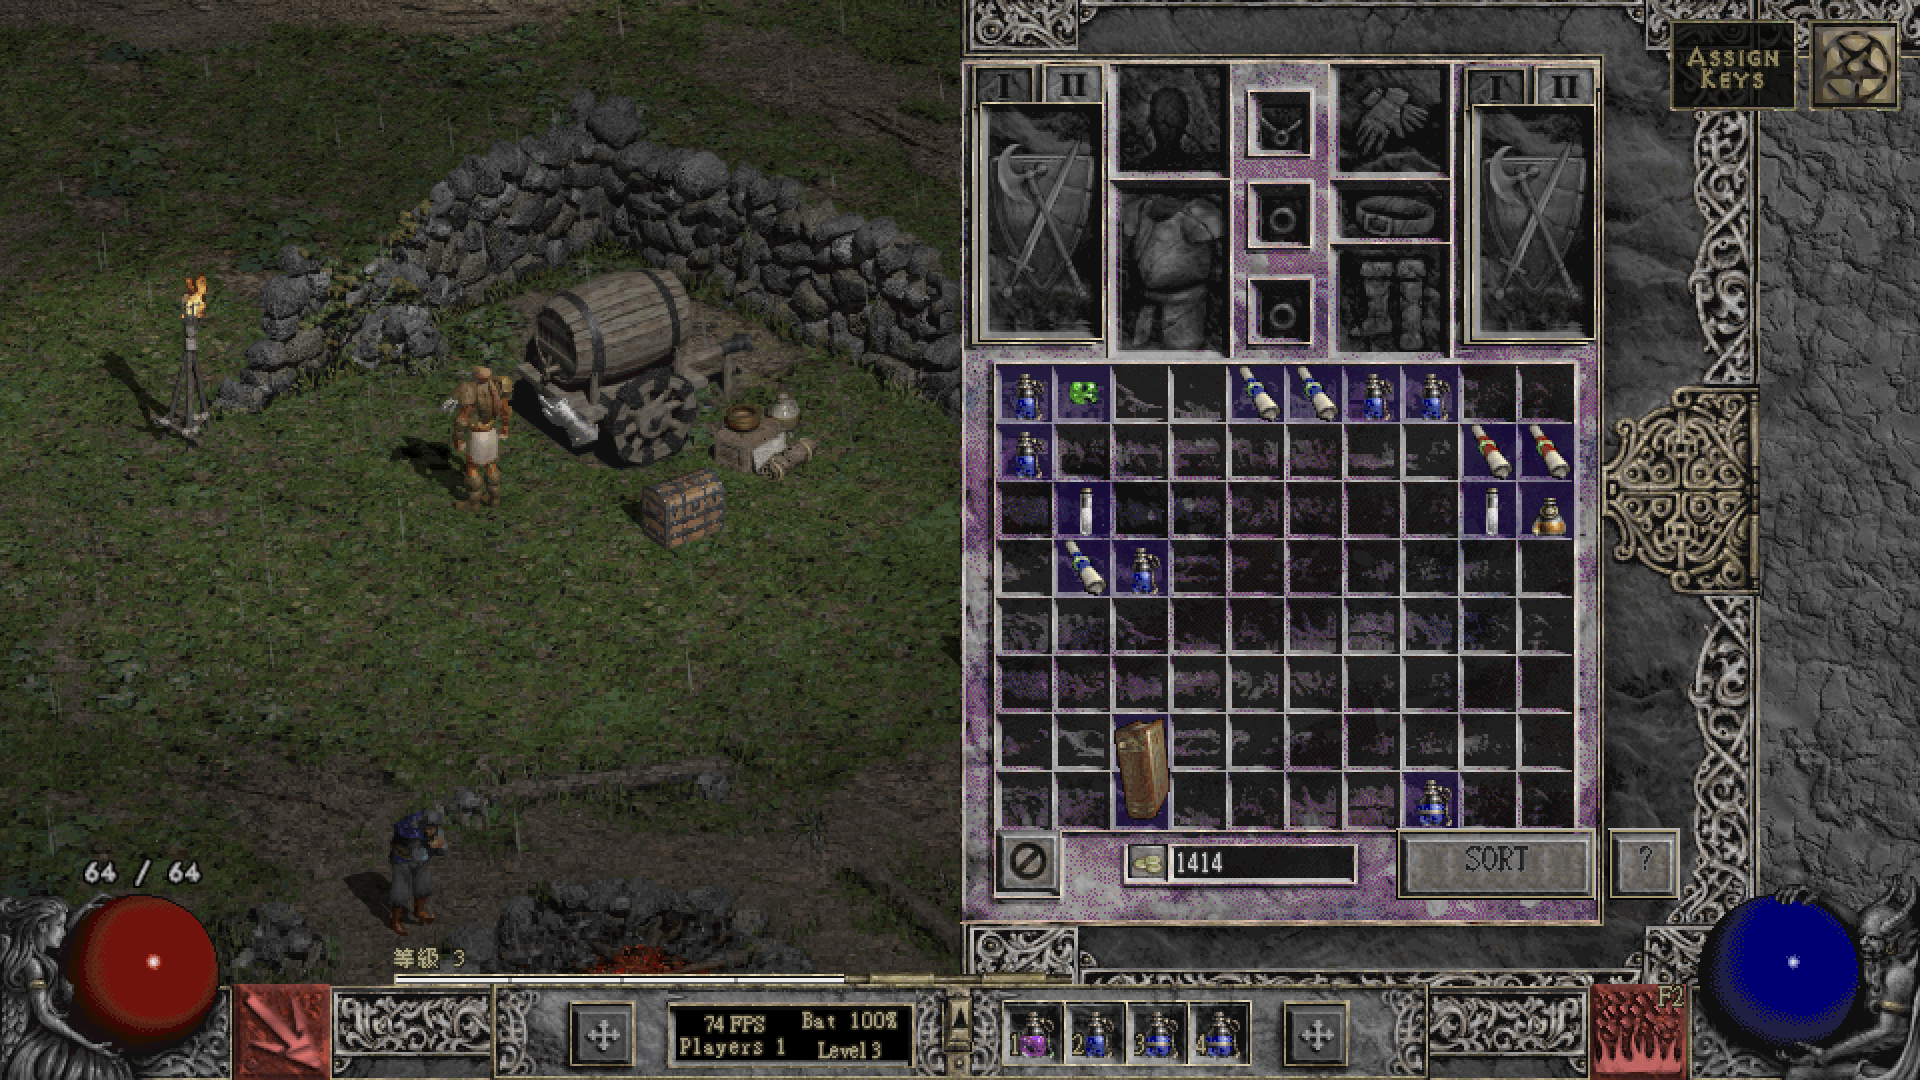 ASSIGN
KEYS
I II
I II
1414
SORT
?
64 / 64
等級 3
F2
74 FPS Bat 100%
Players 1 Level 3
1 2 3 4